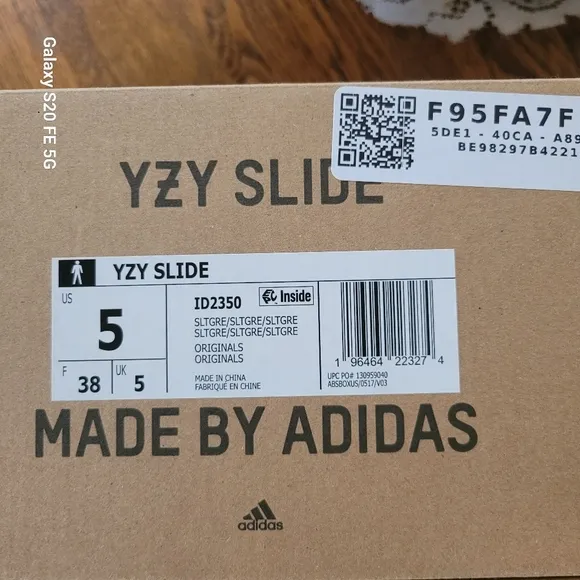 Galaxy S20 FE 5G
F95FA7F
5DE1 - 40CA - A89
BE98297B4221
YZY SLIDE
YZY SLIDE
US
5
F
38
UK
5
ID2350
Inside
SLTGRE/SLTGRE/SLTGRE
SLTGRE/SLTGRE/SLTGRE
ORIGINALS
ORIGINALS
MADE IN CHINA
FABRIQUÉ EN CHINE
1 96464 22327 4
UPC PO# 130959040
ABSBOXUS/0517/V03
MADE BY ADIDAS
adidas